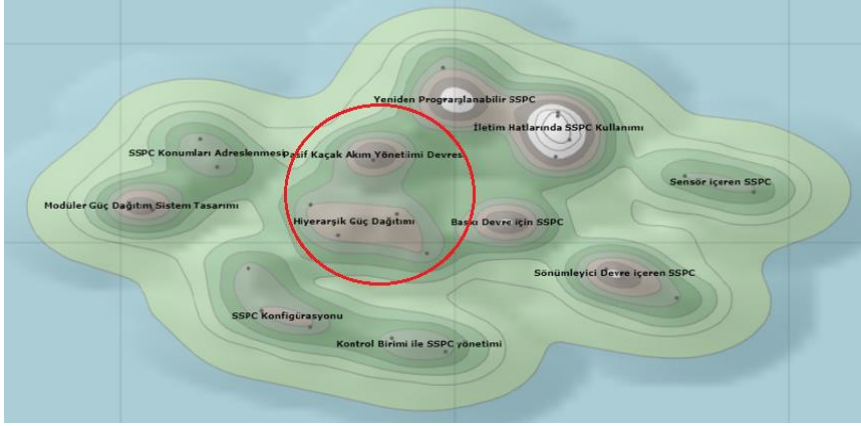 Yeniden Programlanabilir SSPC
İletim Hatlarında SSPC Kullanımı
SSPC Konumları Adreslenmesi
Pasif Kaçak Akım Yönetiimi Devres
Sensör içeren SSPC
Modüler Güç Dağıtım Sistem Tasarımı
Hiyerarşik Güç Dağıtımı
Baskı Devre için SSPC
Sönümleyici Devre içeren SSPC
SSPC Konfigürasyonu
Kontrol Birimi ile SSPC yönetimi